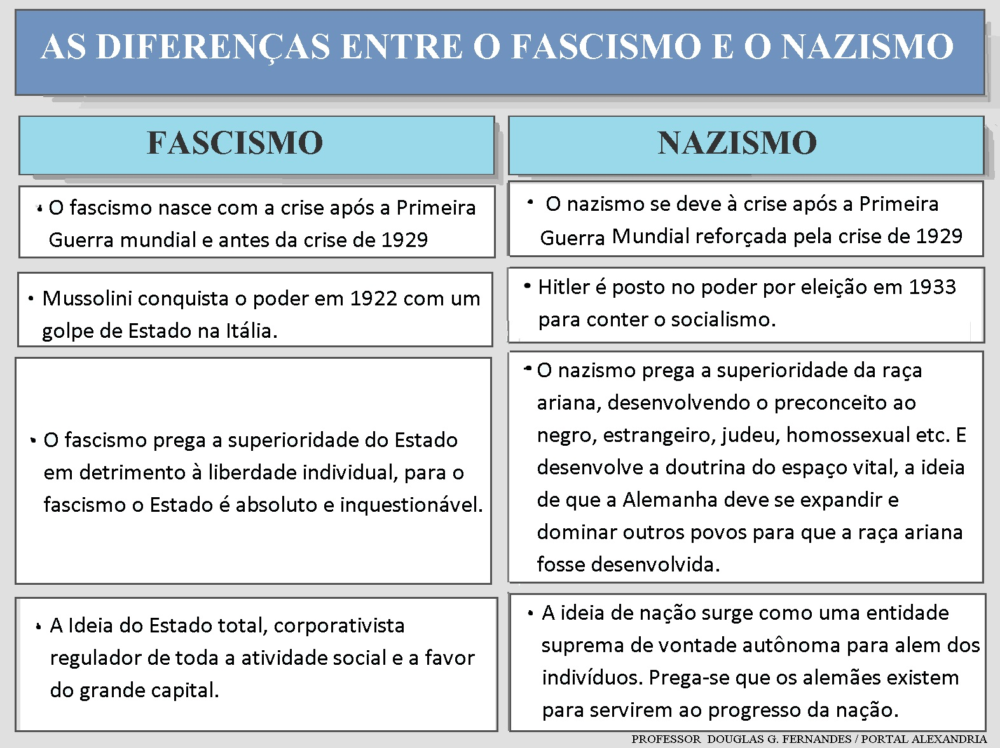 AS DIFERENÇAS ENTRE O FASCISMO E O NAZISMO
FASCISMO
• O fascismo nasce com a crise após a Primeira
Guerra mundial e antes da crise de 1929
• Mussolini conquista o poder em 1922 com um
golpe de Estado na Itália.
• O fascismo prega a superioridade do Estado
em detrimento à liberdade individual, para o
fascismo o Estado é absoluto e inquestionável.
• A Ideia do Estado total, corporativista
regulador de toda a atividade social e a favor
do grande capital.
NAZISMO
• O nazismo se deve à crise após a Primeira
Guerra Mundial reforçada pela crise de 1929
• Hitler é posto no poder por eleição em 1933
para conter o socialismo.
• O nazismo prega a superioridade da raça
ariana, desenvolvendo o preconceito ao
negro, estrangeiro, judeu, homossexual etc. E
desenvolve a doutrina do espaço vital, a ideia
de que a Alemanha deve se expandir e
dominar outros povos para que a raça ariana
fosse desenvolvida.
• A ideia de nação surge como uma entidade
suprema de vontade autônoma para alem dos
indivíduos. Prega-se que os alemães existem
para servirem ao progresso da nação.
PROFESSOR DOUGLAS G. FERNANDES / PORTAL ALEXANDRIA